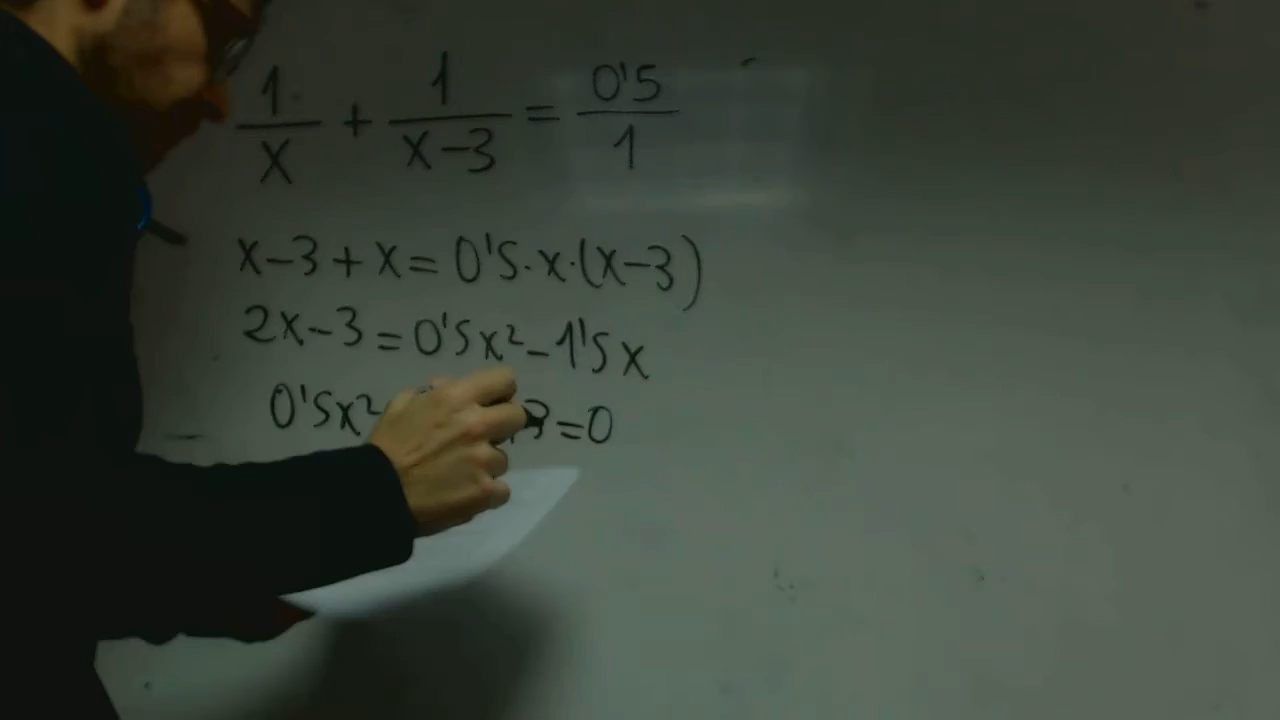 1/x + 1/(x-3) = 0'5/1
x-3+x=0'5·x·(x-3)
2x-3=0'5x²-1'5x
0'5x² 3=0